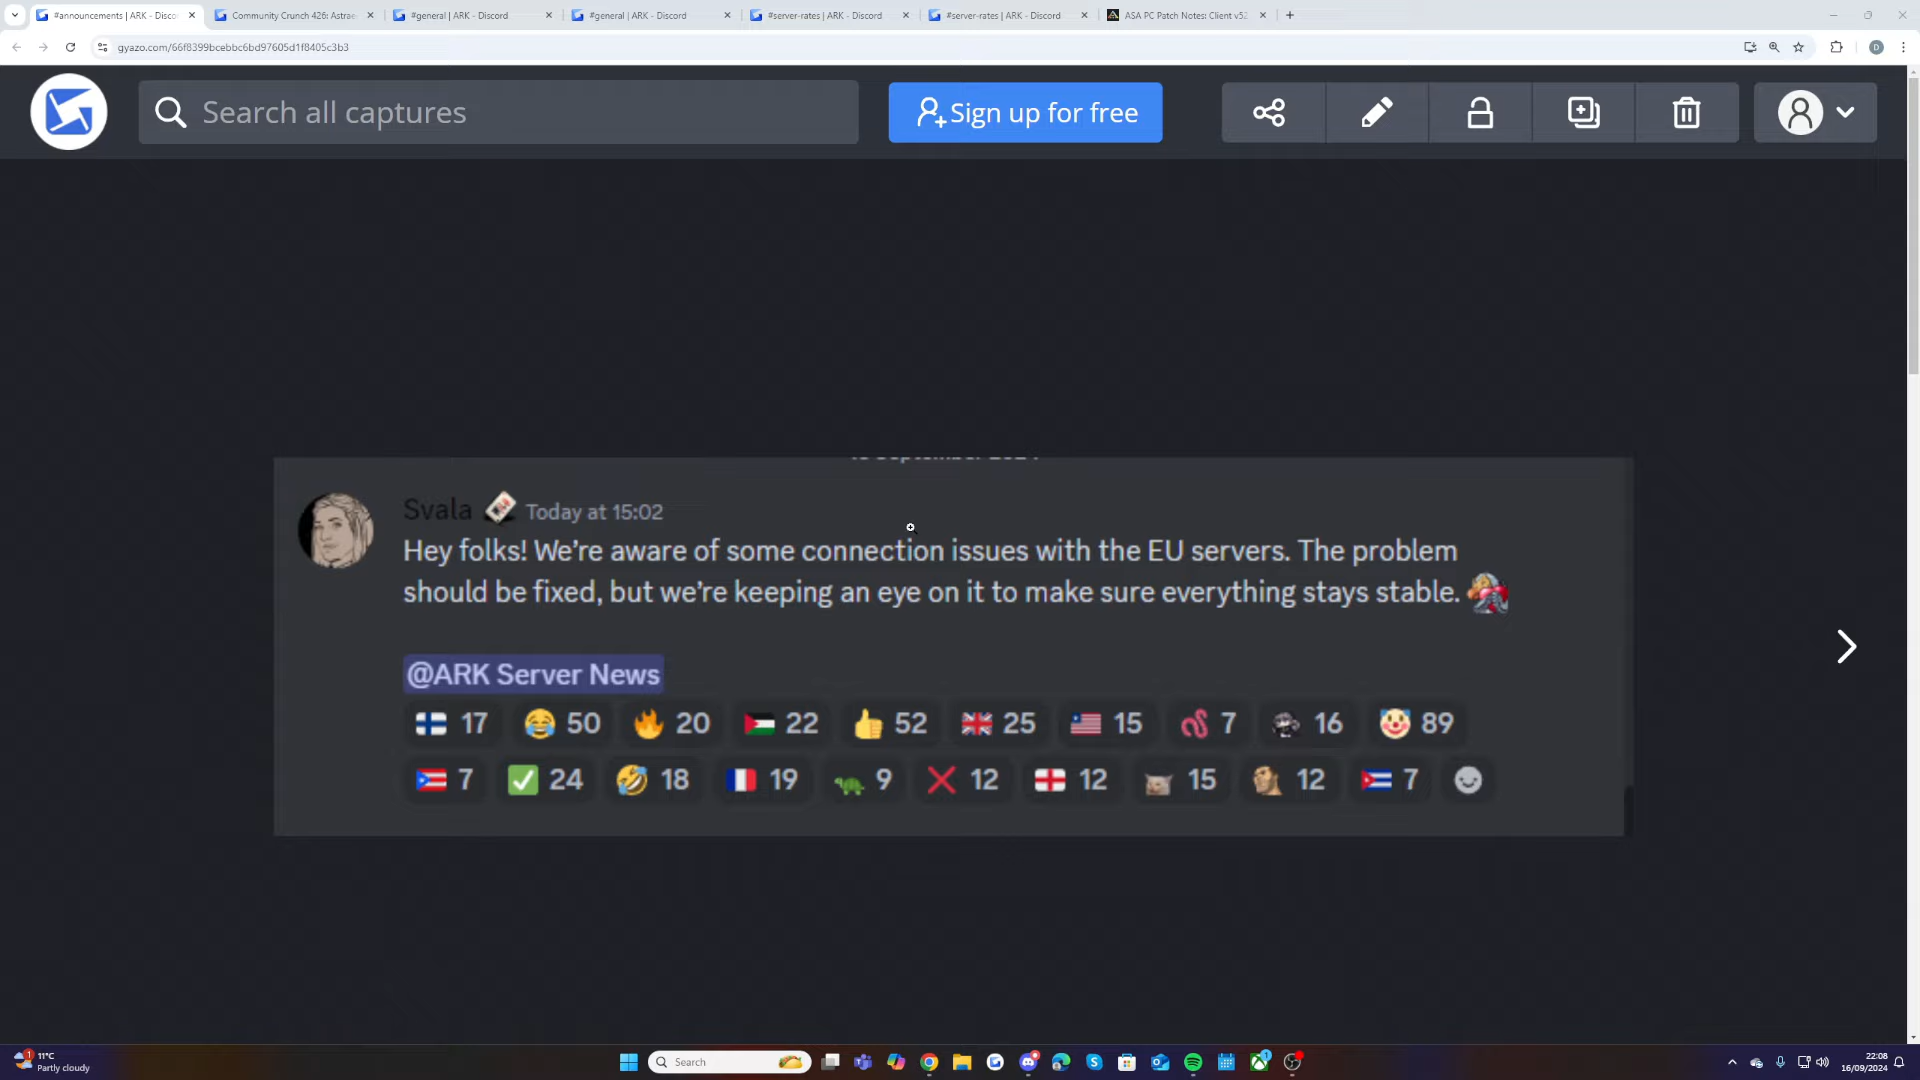 #announcements | ARK - Disco
Community Crunch 426: Astrae
#general | ARK - Discord
#general | ARK - Discord
#server-rates | ARK - Discord
#server-rates | ARK - Discord
ASA PC Patch Notes: Client v52
gyazo.com/66f8399bcebbc6bd97605d1f8405c3b3
D
Search all captures
Sign up for free
Svala Today at 15:02
Hey folks! We're aware of some connection issues with the EU servers. The problem
should be fixed, but we're keeping an eye on it to make sure everything stays stable.
@ARK Server News
17 50 20 22 52 25 15 7 16 89
7 24 18 19 9 12 12 15 12 7
1
11°C
Partly cloudy
Search
1
22:08
16/09/2024